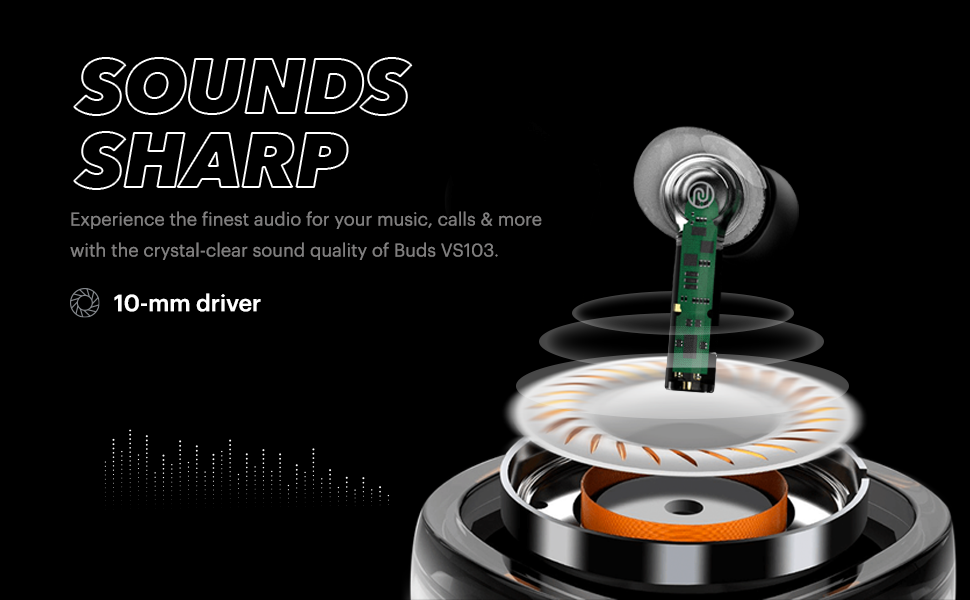 SOUNDS
SHARP
Experience the finest audio for your music, calls & more
with the crystal-clear sound quality of Buds VS103.
10-mm driver